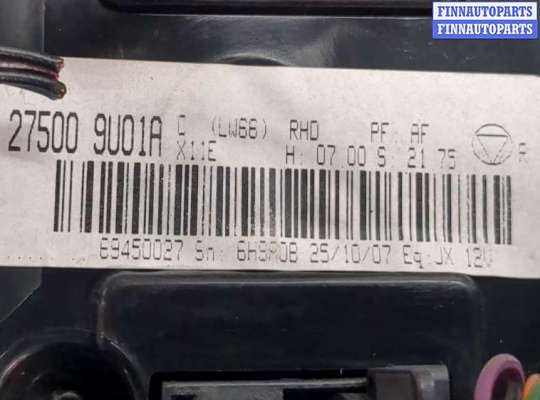 FINNAUTOPARTS
FINNAUTOPARTS
27500 9U01A C (LW66) RHD PF: AF
X11E H: 07.00 S: 21 75 R
69450027 Sn: 25/10/07 Eq:JX 12V